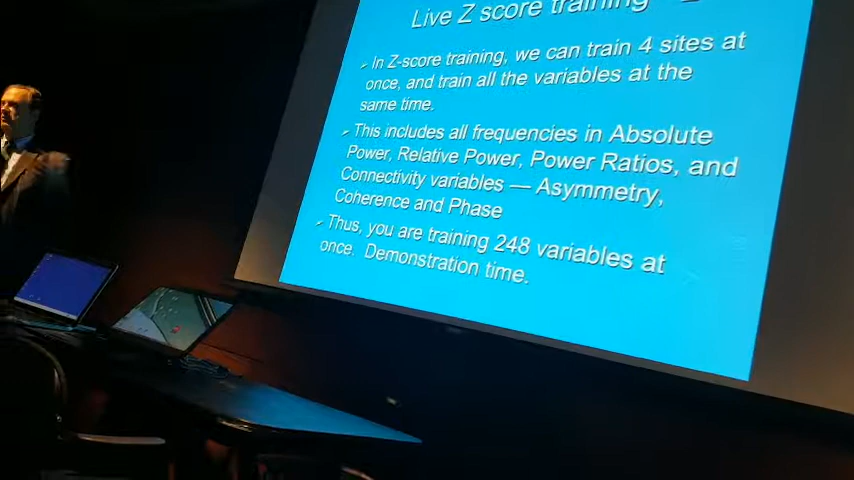 Live Z score training
✓ In Z-score training, we can train 4 sites at
once, and train all the variables at the
same time.
✓ This includes all frequencies in Absolute
Power, Relative Power, Power Ratios, and
Connectivity variables — Asymmetry,
Coherence and Phase
✓ Thus, you are training 248 variables at
once. Demonstration time.